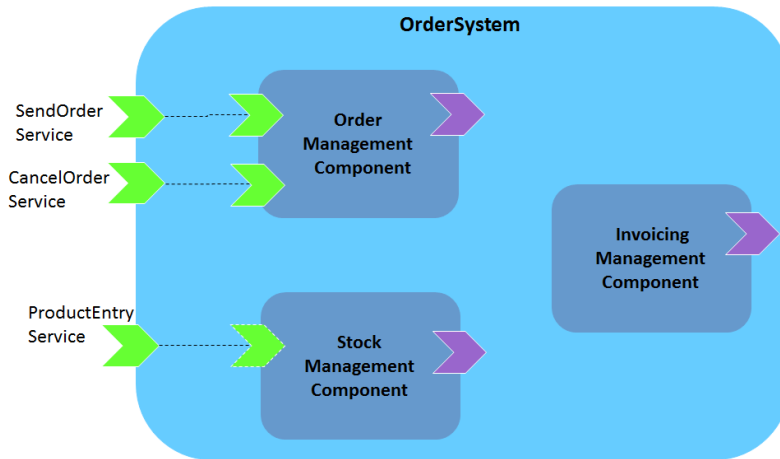 OrderSystem
SendOrder
Service
CancelOrder
Service
ProductEntry
Service
Order
Management
Component
Invoicing
Management
Component
Stock
Management
Component